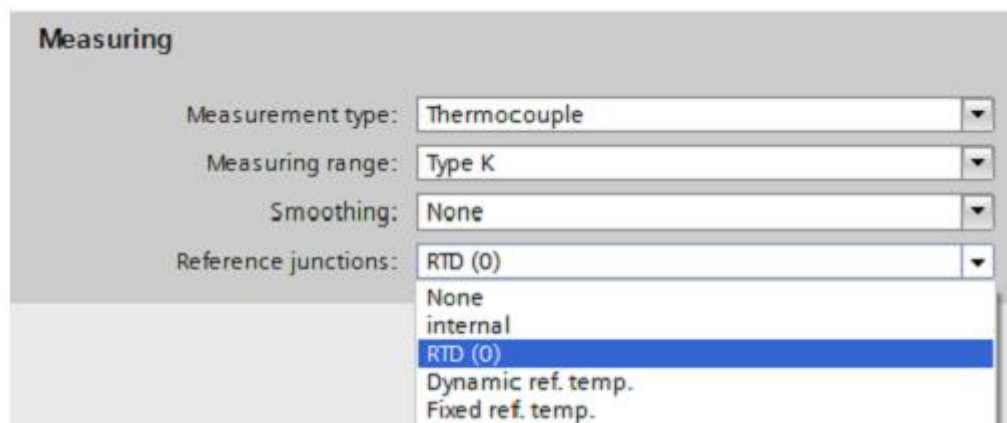 Measuring
Measurement type: Thermocouple
Measuring range: Type K
Smoothing: None
Reference junctions: RTD (0)
None
internal
RTD (0)
Dynamic ref. temp.
Fixed ref. temp.